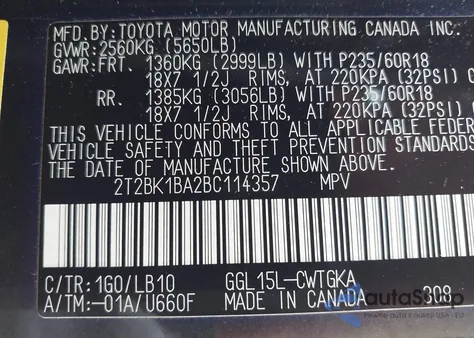 MFD. BY: TOYOTA MOTOR MANUFACTURING CANADA INC.
GVWR: 2560KG (5650LB)
GAWR: FRT. 1360KG (2999LB) WITH P235/60R18
18X7 1/2J RIMS, AT 220KPA (32PSI) C
RR. 1385KG (3056LB) WITH P235/60R18
18X7 1/2J RIMS, AT 220KPA (32PSI)
THIS VEHICLE CONFORMS TO ALL APPLICABLE FEDER
VEHICLE SAFETY AND THEFT PREVENTION STANDARDS
THE DATE OF MANUFACTURE SHOWN ABOVE.
2T2BK1BA2BC114357 MPV
C/TR: 1G0/LB10 GGL15L-CWTGKA
A/TM: -01A/U660F MADE IN CANADA 308